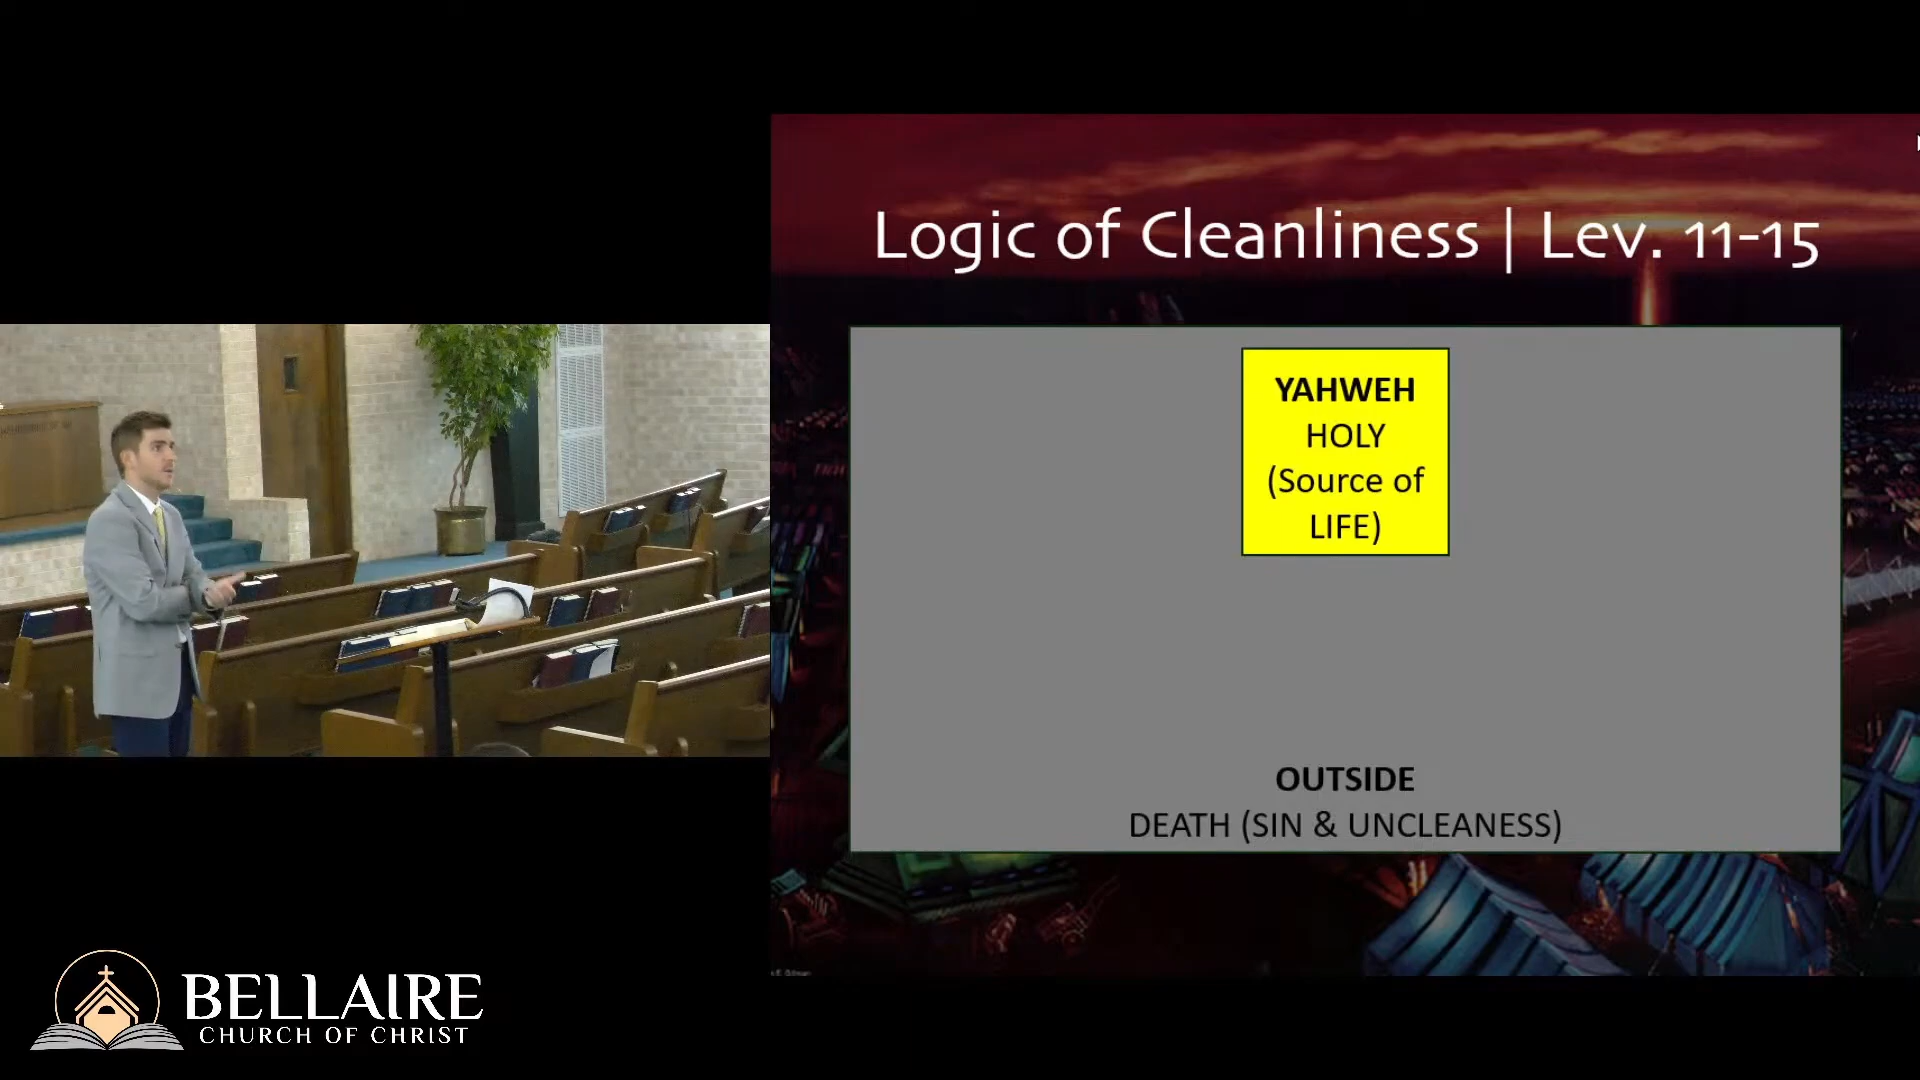 Logic of Cleanliness | Lev. 11-15
YAHWEH
HOLY
(Source of
LIFE)
OUTSIDE
DEATH (SIN & UNCLEANESS)
BELLAIRE
CHURCH OF CHRIST